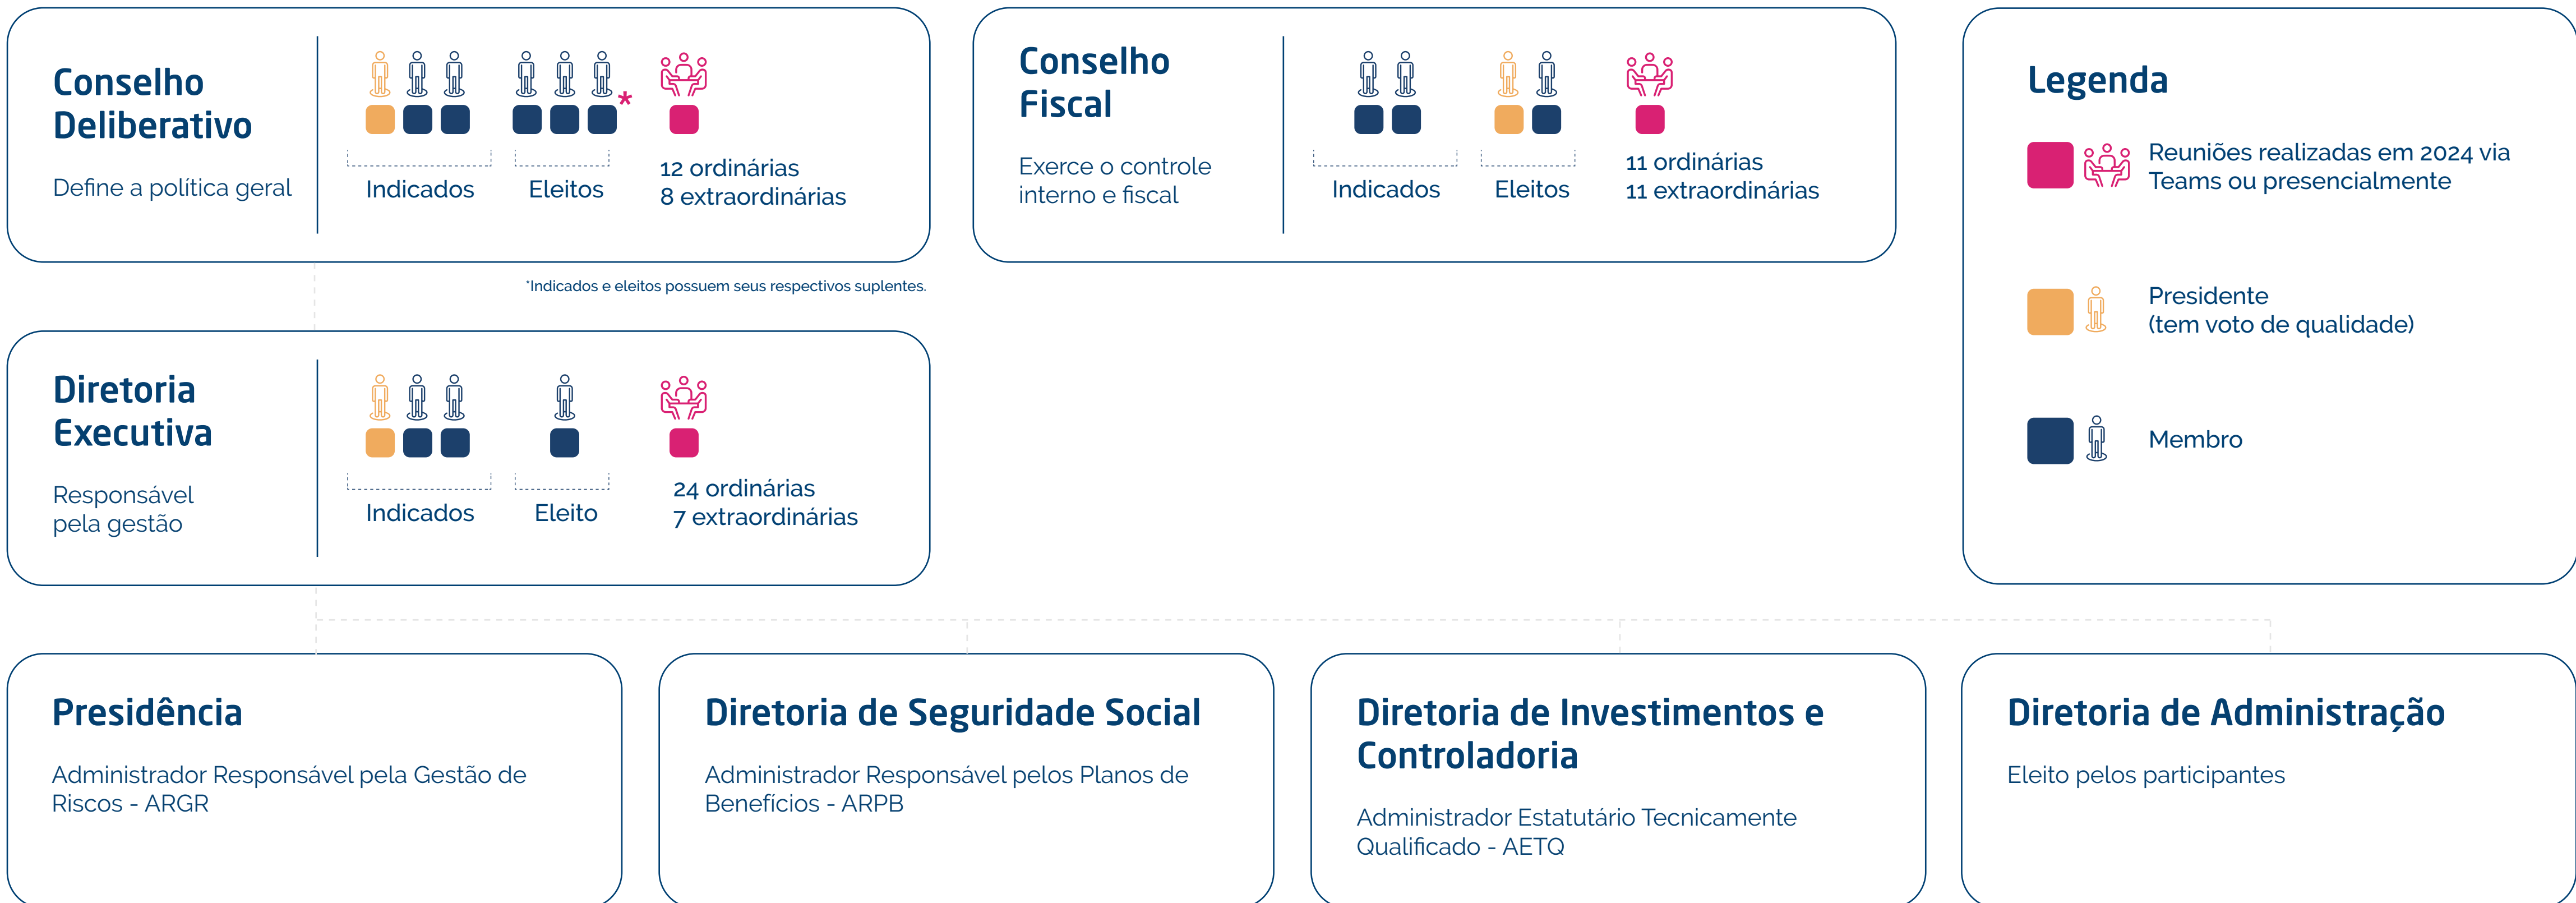 Conselho
Deliberativo
Define a política geral
*
Indicados
Eleitos
12 ordinárias
8 extraordinárias
*Indicados e eleitos possuem seus respectivos suplentes.
Conselho
Fiscal
Exerce o controle
interno e fiscal
Indicados
Eleitos
11 ordinárias
11 extraordinárias
Legenda
Reuniões realizadas em 2024 via
Teams ou presencialmente
Presidente
(tem voto de qualidade)
Membro
Diretoria
Executiva
Responsável
pela gestão
Indicados
Eleito
24 ordinárias
7 extraordinárias
Presidência
Administrador Responsável pela Gestão de
Riscos - ARGR
Diretoria de Seguridade Social
Administrador Responsável pelos Planos de
Benefícios - ARPB
Diretoria de Investimentos e
Controladoria
Administrador Estatutário Tecnicamente
Qualificado - AETQ
Diretoria de Administração
Eleito pelos participantes